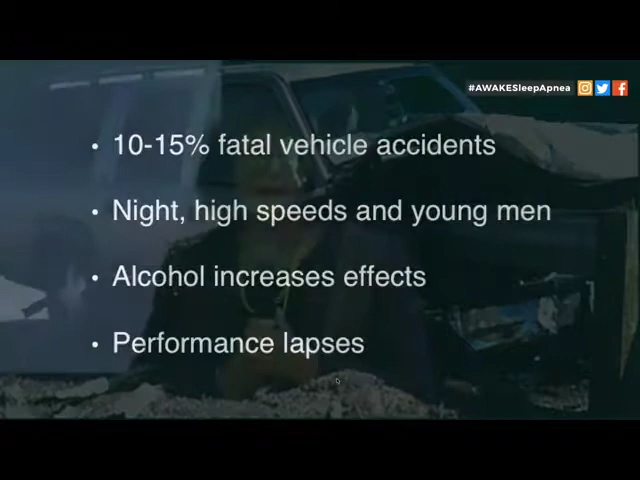 #AWAKESleepApnea
• 10-15% fatal vehicle accidents
• Night, high speeds and young men
• Alcohol increases effects
• Performance lapses